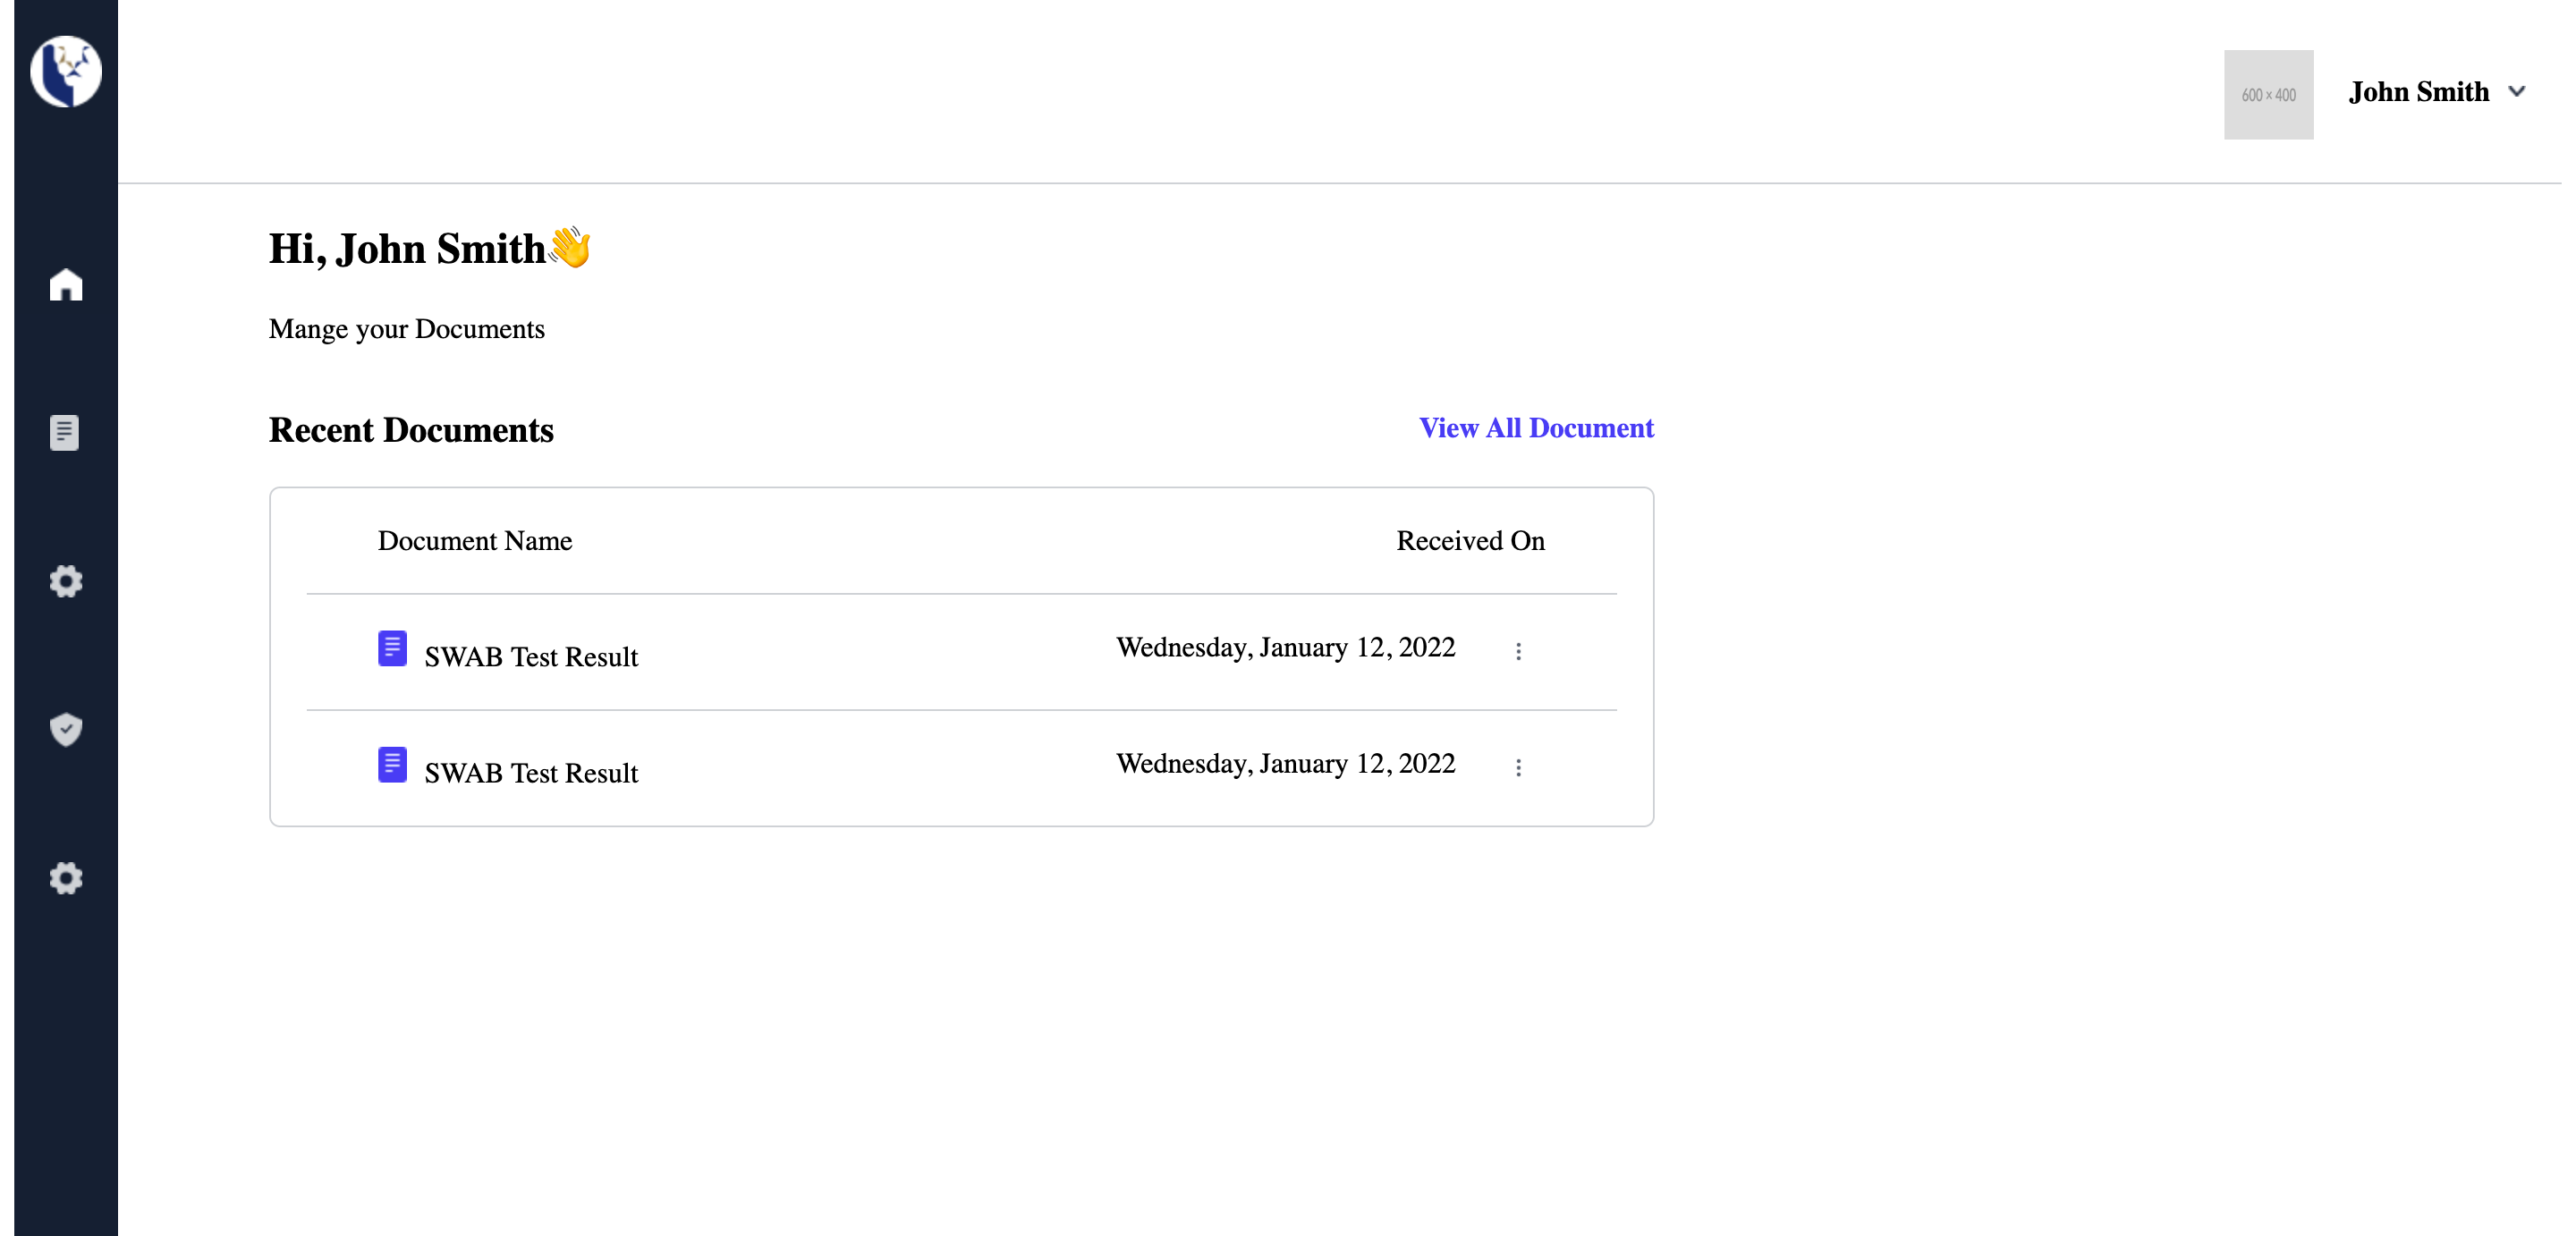 600 × 400
John Smith
Hi, John Smith👋
Mange your Documents
Recent Documents
View All Document
Document Name
Received On
SWAB Test Result
Wednesday, January 12, 2022
SWAB Test Result
Wednesday, January 12, 2022